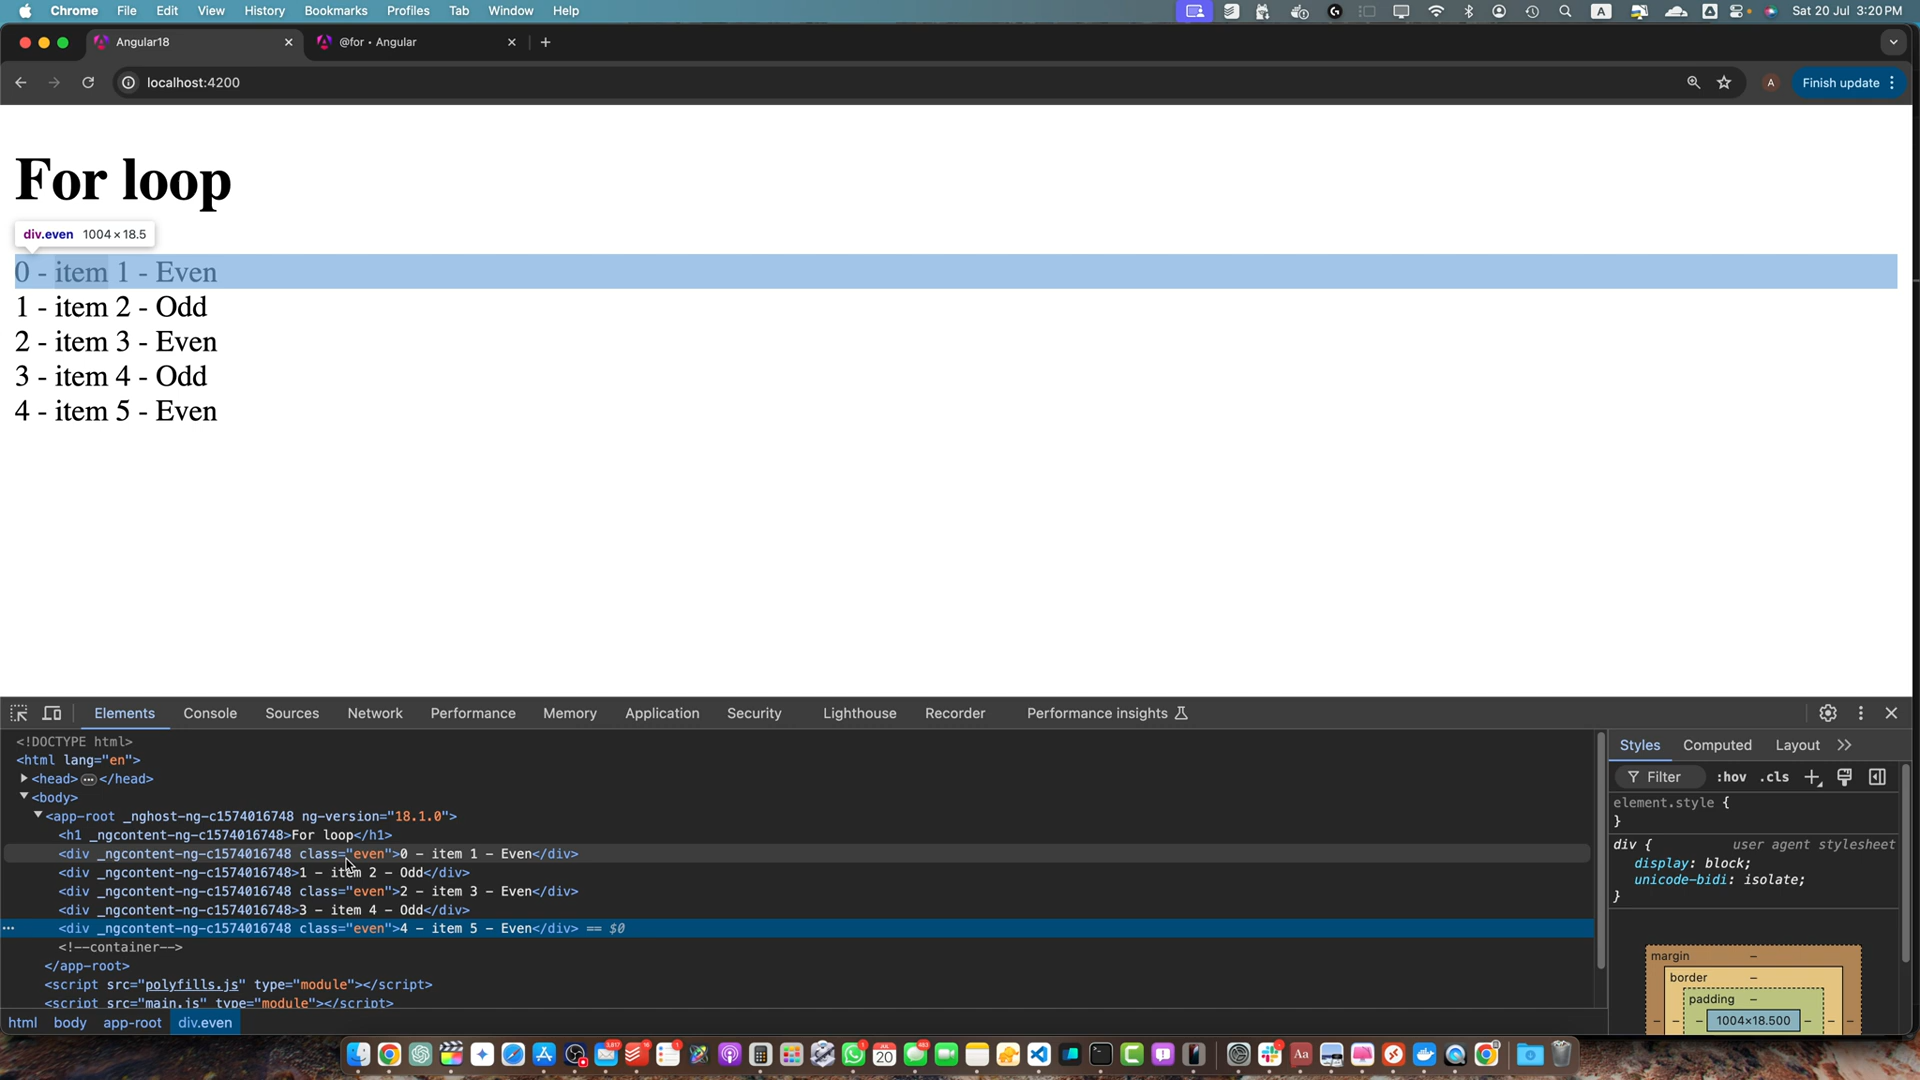 Chrome File Edit View History Bookmarks Profiles Tab Window Help A Sat 20 Jul 3:20 PM
Angular18 @for • Angular
localhost:4200 A Finish update
For loop
div.even 1004 × 18.5
0 - item 1 - Even
1 - item 2 - Odd
2 - item 3 - Even
3 - item 4 - Odd
4 - item 5 - Even
Elements Console Sources Network Performance Memory Application Security Lighthouse Recorder Performance insights
<!DOCTYPE html>
<html lang="en">
<head> ••• </head>
<body>
<app-root _nghost-ng-c1574016748 ng-version="18.1.0">
<h1 _ngcontent-ng-c1574016748>For loop</h1>
<div _ngcontent-ng-c1574016748 class="even">0 - item 1 - Even</div>
<div _ngcontent-ng-c1574016748>1 - item 2 - Odd</div>
<div _ngcontent-ng-c1574016748 class="even">2 - item 3 - Even</div>
<div _ngcontent-ng-c1574016748>3 - item 4 - Odd</div>
<div _ngcontent-ng-c1574016748 class="even">4 - item 5 - Even</div> == $0
<!--container-->
</app-root>
<script src="polyfills.js" type="module"></script>
<script src="main.js" type="module"></script>
html body app-root div.even
Styles Computed Layout
Filter :hov .cls
element.style {
}
div { user agent stylesheet
display: block;
unicode-bidi: isolate;
}
margin –
border –
padding –
– – – 1004×18.500 – – –
20 Aa